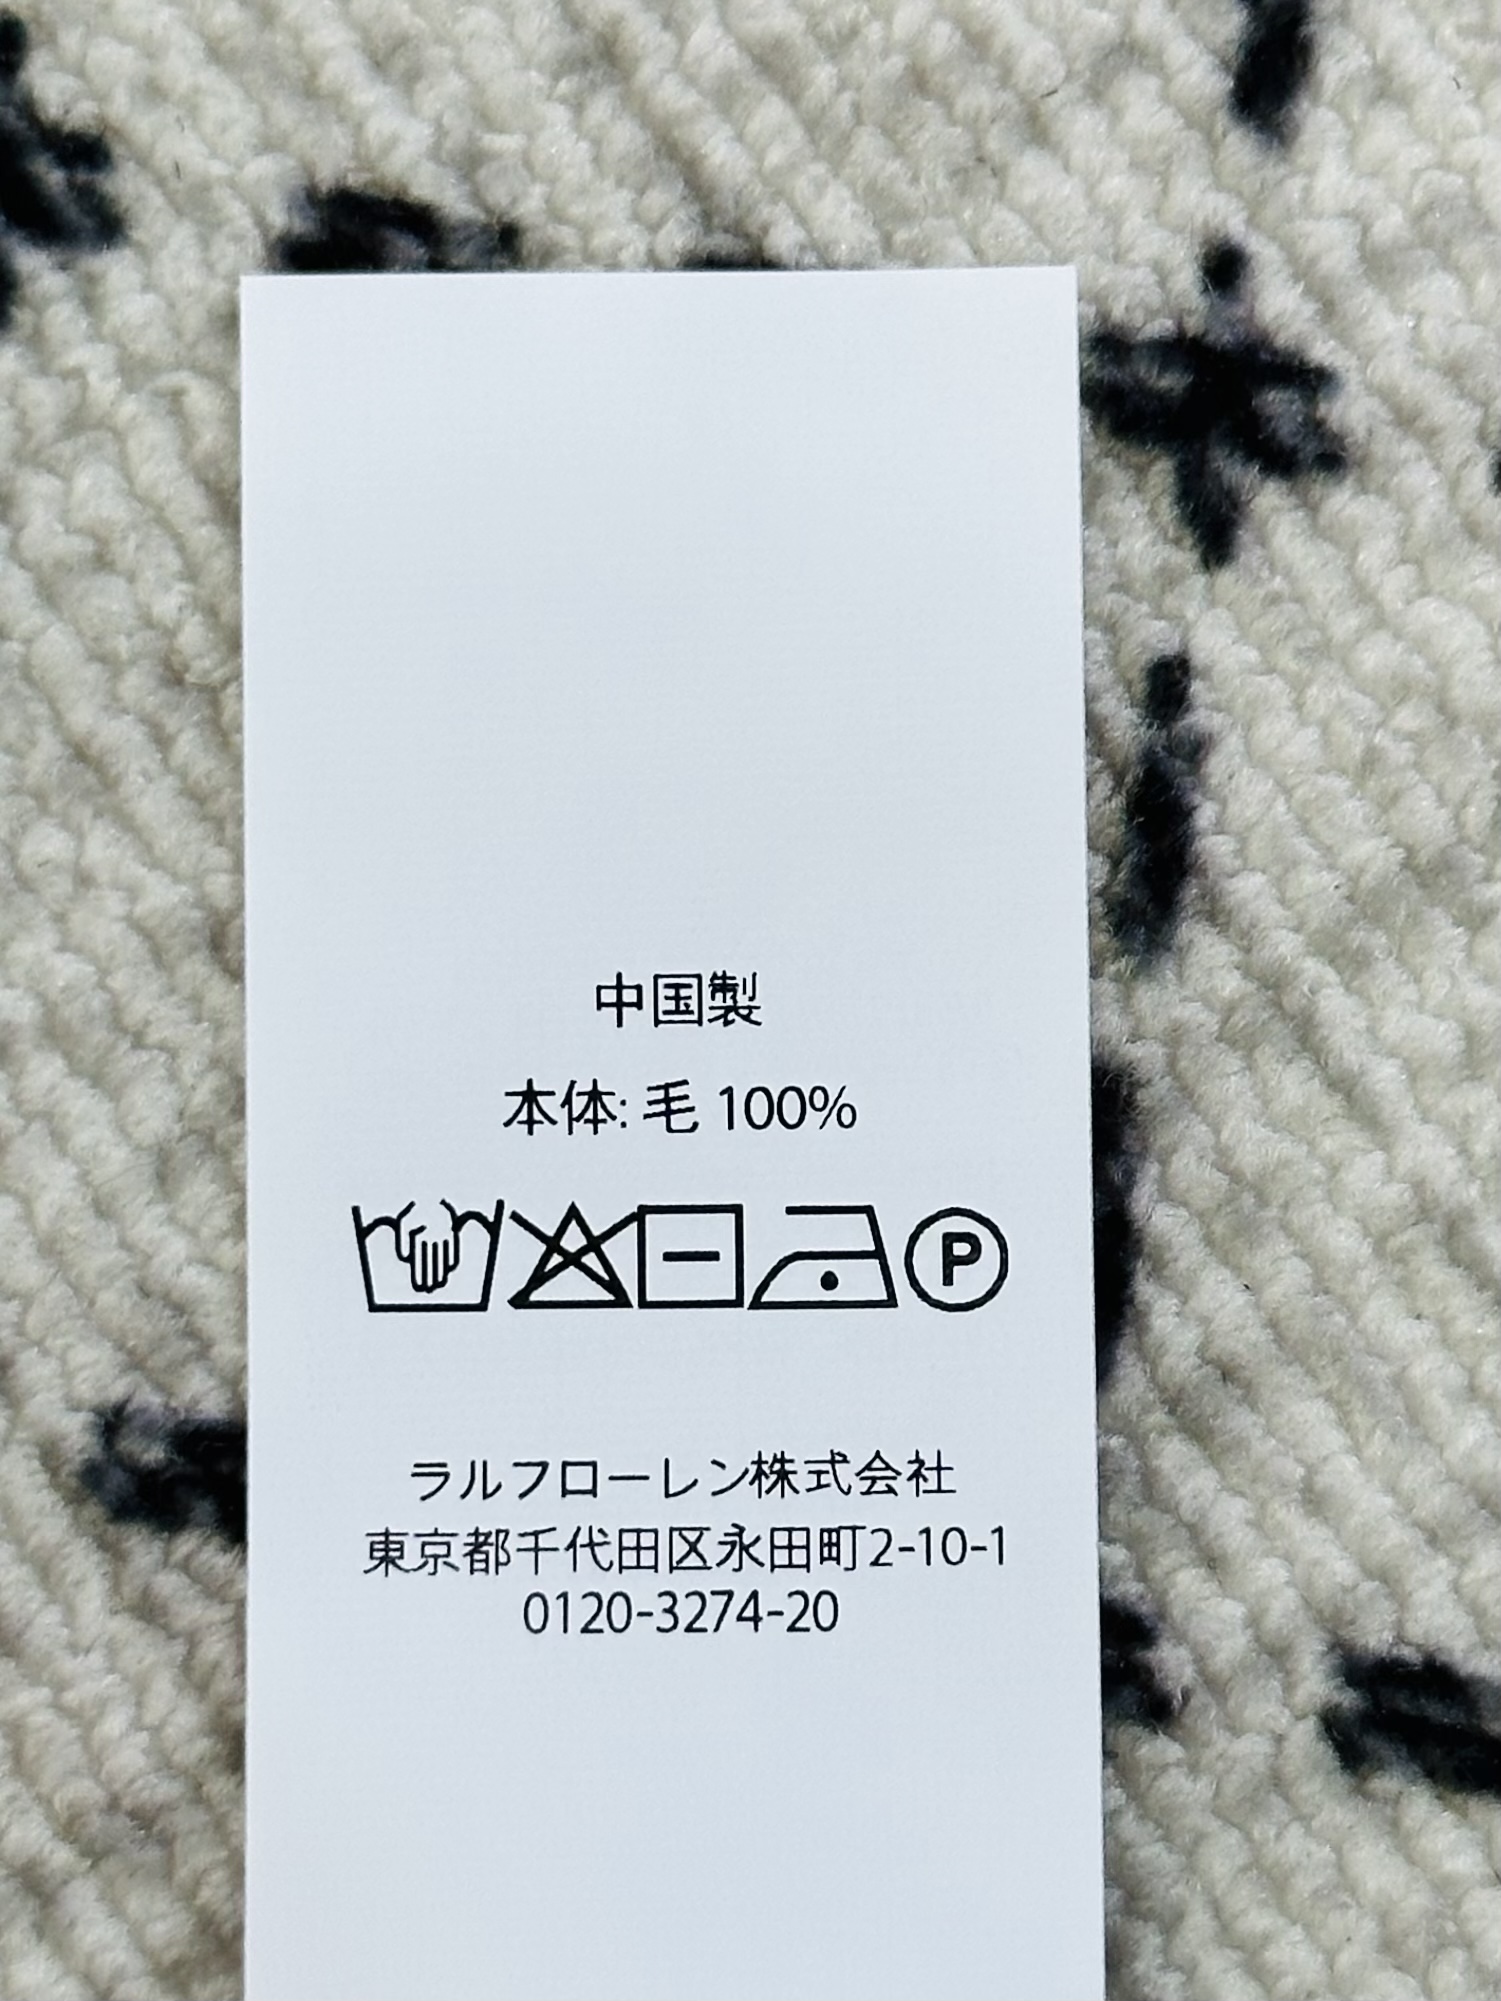 中国製
本体: 毛 100%
P
ラルフローレン株式会社
東京都千代田区永田町2-10-1
0120-3274-20